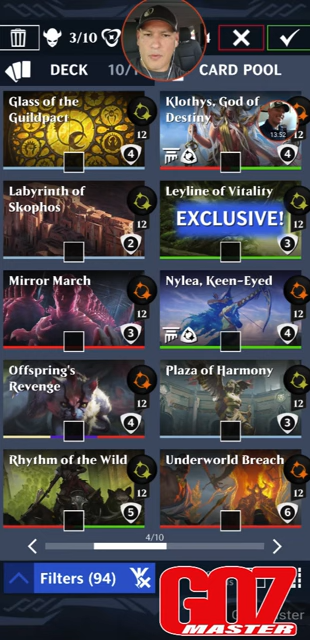 3/10
DECK
10/1
CARD POOL
Glass of the
Guildpact
12
4
Klothys, God of
Destiny
13:52
12
4
Labyrinth of
Skophos
12
2
Leyline of Vitality
EXCLUSIVE!
12
3
Mirror March
12
3
Nylea, Keen-Eyed
12
4
Offspring's
Revenge
12
4
Plaza of Harmony
12
3
Rhythm of the Wild
12
5
Underworld Breach
12
6
4/10
Filters (94)
GOZ
MASTER